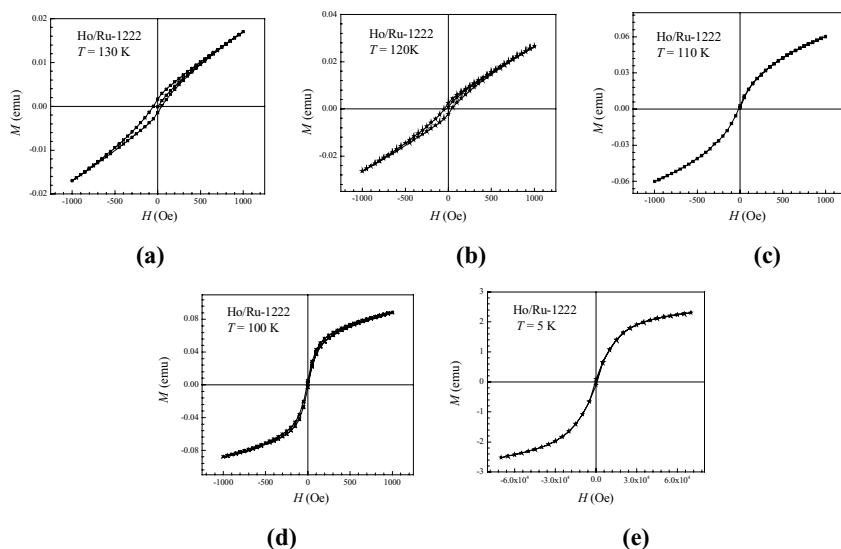 0.02
Ho/Ru-1222
T = 130 K
0.01
0.00
-0.01
-0.02
M (emu)
-1000 -500 0 500 1000
H (Oe)
(a)
0.04
Ho/Ru-1222
T = 120K
0.02
0.00
-0.02
M (emu)
-1000 -500 0 500 1000
H (Oe)
(b)
Ho/Ru-1222
T = 110 K
0.06
0.03
0.00
-0.03
-0.06
M (emu)
-1000 -500 0 500 1000
H (Oe)
(c)
Ho/Ru-1222
T = 100 K
0.08
0.04
0.00
-0.04
-0.08
M (emu)
-1000 -500 0 500 1000
H (Oe)
(d)
3
Ho/Ru-1222
T = 5 K
2
1
0
-1
-2
-3
M (emu)
-6.0x10⁴ -3.0x10⁴ 0.0 3.0x10⁴ 6.0x10⁴
H (Oe)
(e)